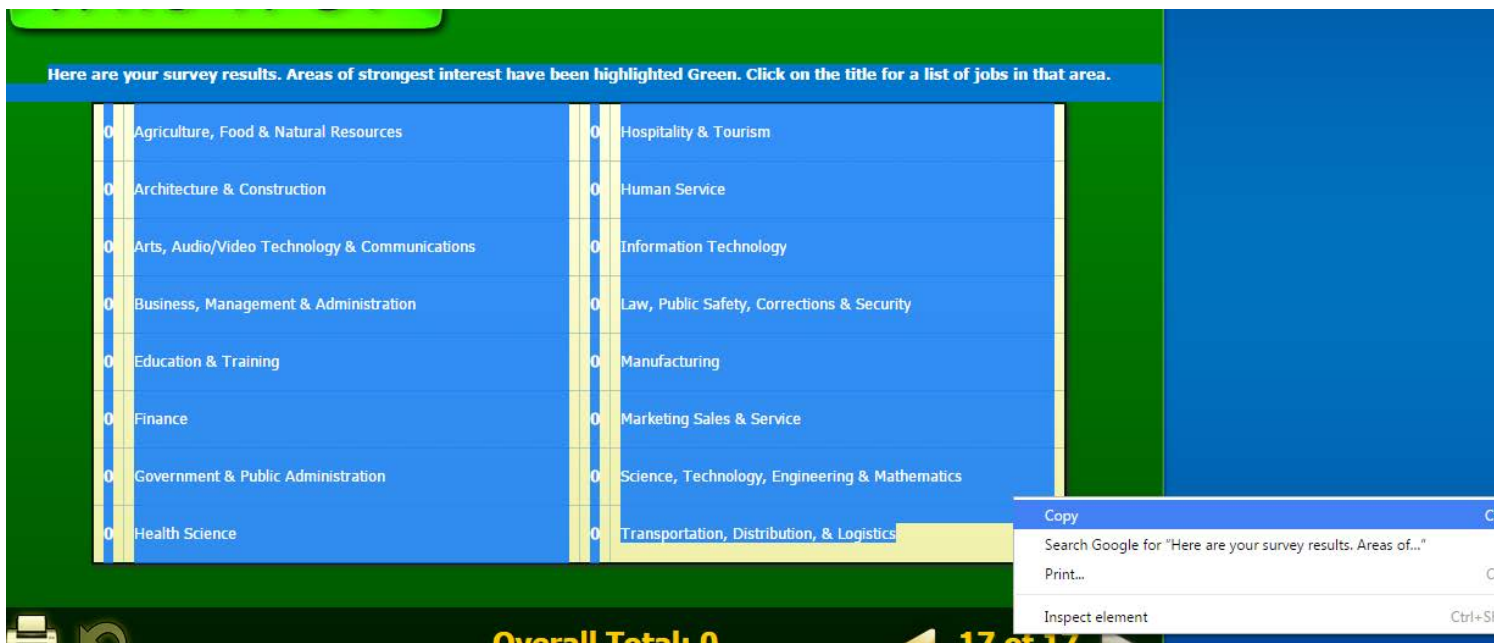 Here are your survey results. Areas of strongest interest have been highlighted Green. Click on the title for a list of jobs in that area.
0 Agriculture, Food & Natural Resources 0 Hospitality & Tourism
0 Architecture & Construction 0 Human Service
0 Arts, Audio/Video Technology & Communications 0 Information Technology
0 Business, Management & Administration 0 Law, Public Safety, Corrections & Security
0 Education & Training 0 Manufacturing
0 Finance 0 Marketing Sales & Service
0 Government & Public Administration 0 Science, Technology, Engineering & Mathematics
0 Health Science 0 Transportation, Distribution, & Logistics
Copy
Search Google for "Here are your survey results. Areas of..."
Print...
Inspect element
Overall Total: 0 17 of 17